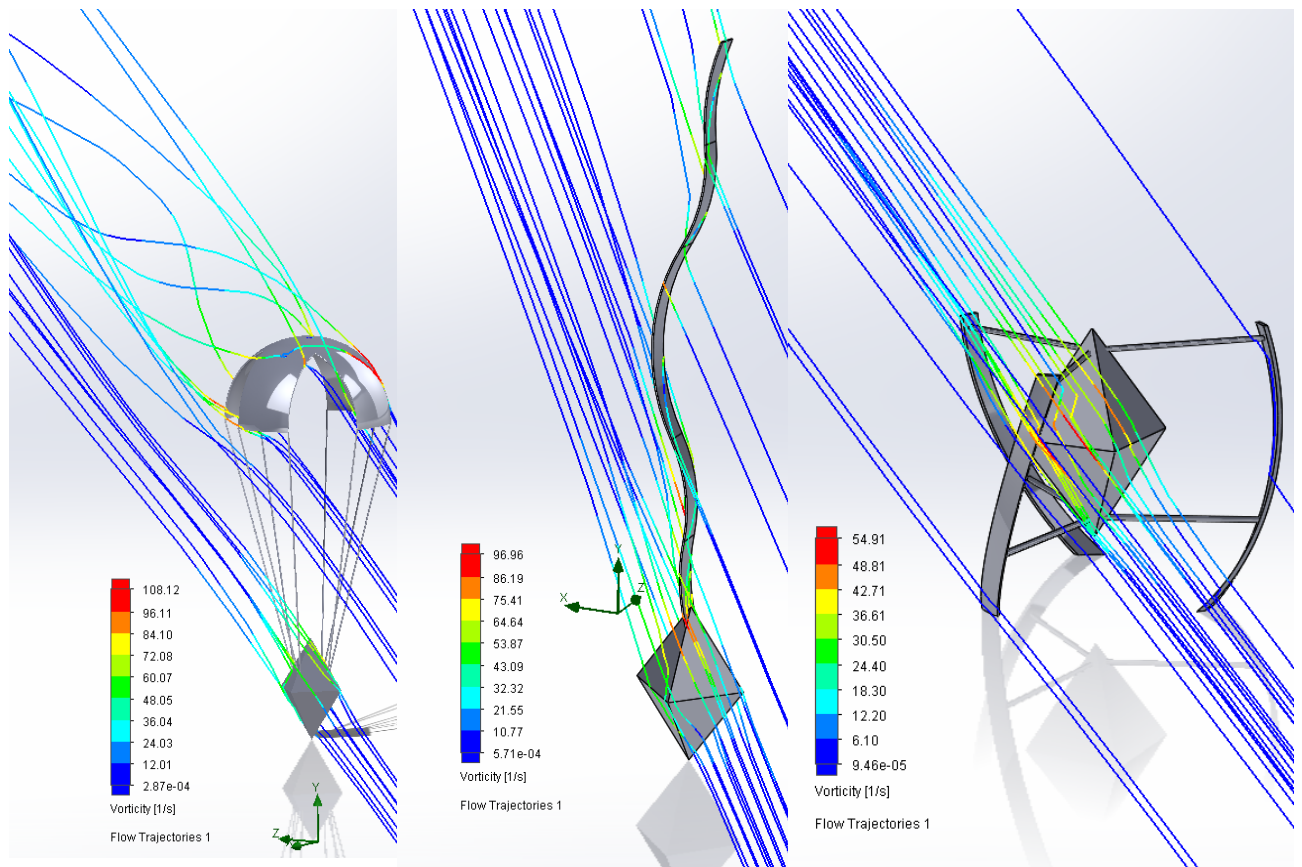 108.12
96.11
84.10
72.08
60.07
48.05
36.04
24.03
12.01
2.87e-04
Vorticity [1/s]
Flow Trajectories 1
Y
Z
96.96
86.19
75.41
64.64
53.87
43.09
32.32
21.55
10.77
5.71e-04
Vorticity [1/s]
Flow Trajectories 1
Y
Z
X
54.91
48.81
42.71
36.61
30.50
24.40
18.30
12.20
6.10
9.46e-05
Vorticity [1/s]
Flow Trajectories 1